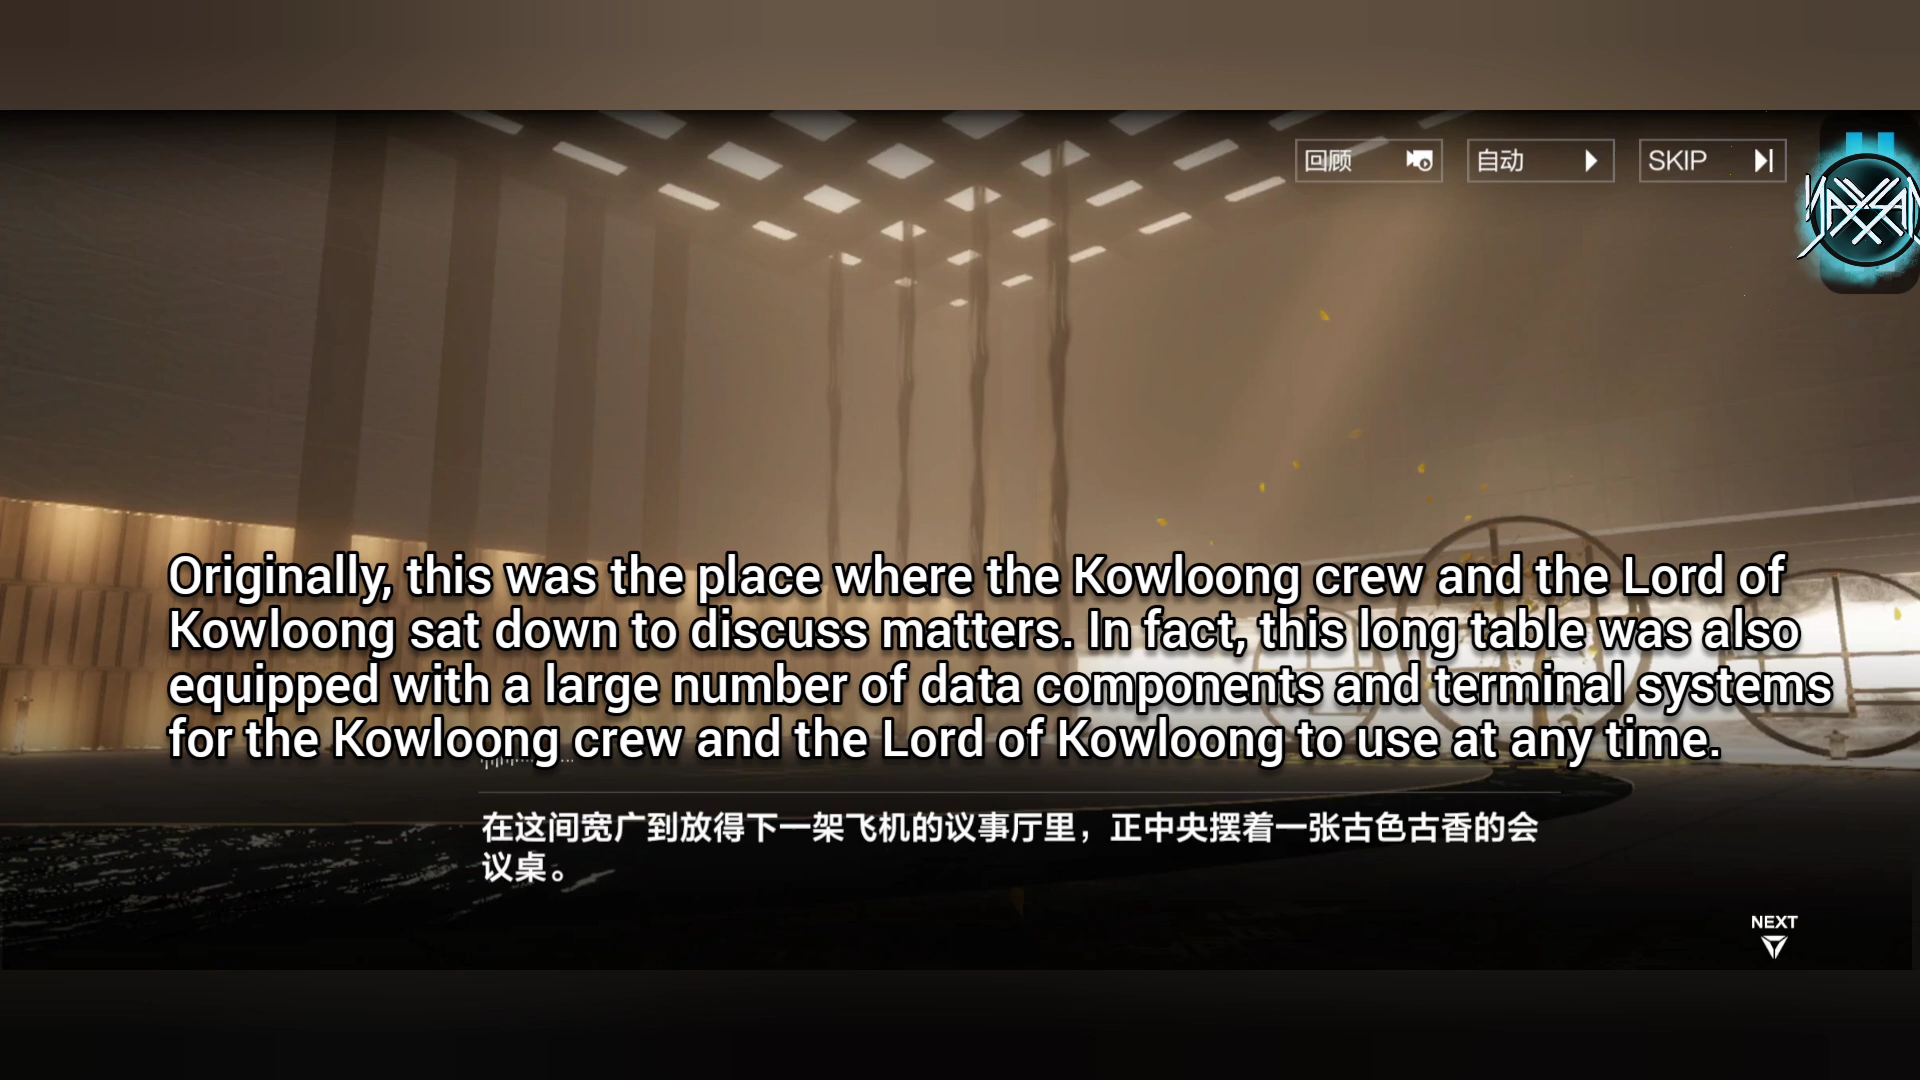 回顾
自动
SKIP
Originally, this was the place where the Kowloong crew and the Lord of
Kowloong sat down to discuss matters. In fact, this long table was also
equipped with a large number of data components and terminal systems
for the Kowloong crew and the Lord of Kowloong to use at any time.
在这间宽广到放得下一架飞机的议事厅里，正中央摆着一张古色古香的会
议桌。
NEXT